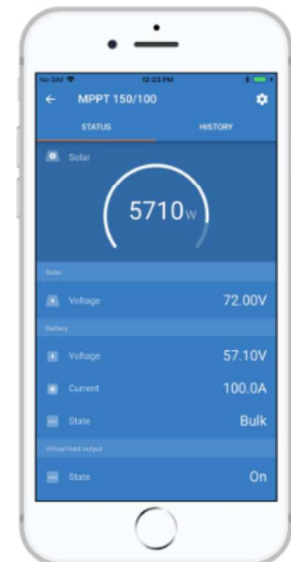 No SIM 12:23 PM
MPPT 150/100
STATUS HISTORY
Solar
5710W
Solar
Voltage 72.00V
Battery
Voltage 57.10V
Current 100.0A
State Bulk
Virtual load output
State On